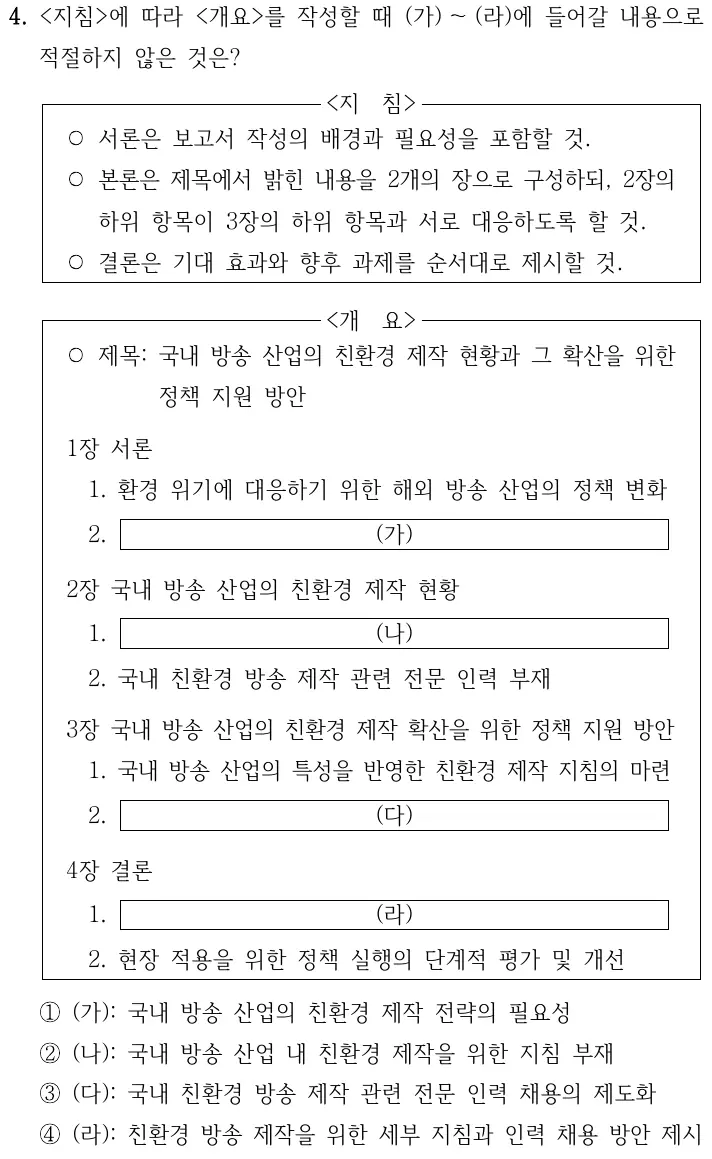 4. <지침>에 따라 <개요>를 작성할 때 (가) ~ (라)에 들어갈 내용으로
적절하지 않은 것은?
<지 침>
○ 서론은 보고서 작성의 배경과 필요성을 포함할 것.
○ 본론은 제목에서 밝힌 내용을 2개의 장으로 구성하되, 2장의
하위 항목이 3장의 하위 항목과 서로 대응하도록 할 것.
○ 결론은 기대 효과와 향후 과제를 순서대로 제시할 것.
<개 요>
○ 제목: 국내 방송 산업의 친환경 제작 현황과 그 확산을 위한
정책 지원 방안
1장 서론
1. 환경 위기에 대응하기 위한 해외 방송 산업의 정책 변화
2. (가)
2장 국내 방송 산업의 친환경 제작 현황
1. (나)
2. 국내 친환경 방송 제작 관련 전문 인력 부재
3장 국내 방송 산업의 친환경 제작 확산을 위한 정책 지원 방안
1. 국내 방송 산업의 특성을 반영한 친환경 제작 지침의 마련
2. (다)
4장 결론
1. (라)
2. 현장 적용을 위한 정책 실행의 단계적 평가 및 개선
① (가): 국내 방송 산업의 친환경 제작 전략의 필요성
② (나): 국내 방송 산업 내 친환경 제작을 위한 지침 부재
③ (다): 국내 친환경 방송 제작 관련 전문 인력 채용의 제도화
④ (라): 친환경 방송 제작을 위한 세부 지침과 인력 채용 방안 제시